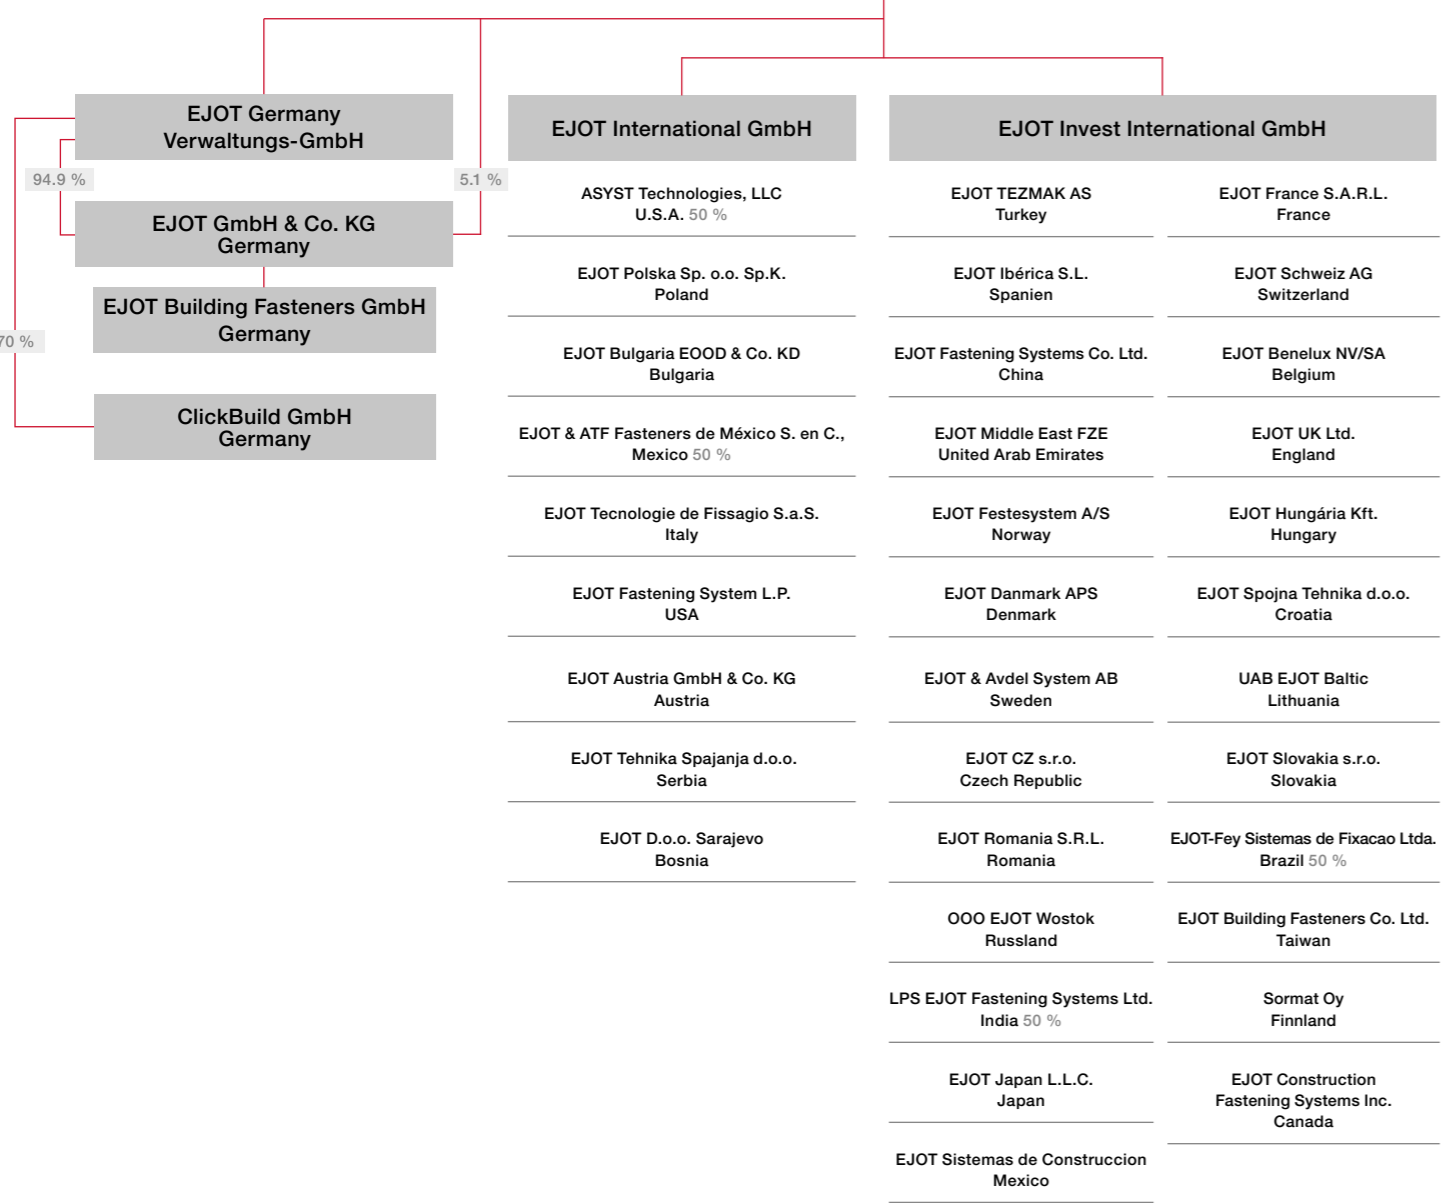 EJOT Germany
Verwaltungs-GmbH
94.9 %
5.1 %
EJOT GmbH & Co. KG
Germany
EJOT Building Fasteners GmbH
Germany
70 %
ClickBuild GmbH
Germany
EJOT International GmbH
ASYST Technologies, LLC
U.S.A. 50 %
EJOT Polska Sp. o.o. Sp.K.
Poland
EJOT Bulgaria EOOD & Co. KD
Bulgaria
EJOT & ATF Fasteners de México S. en C.,
Mexico 50 %
EJOT Tecnologie de Fissagio S.a.S.
Italy
EJOT Fastening System L.P.
USA
EJOT Austria GmbH & Co. KG
Austria
EJOT Tehnika Spajanja d.o.o.
Serbia
EJOT D.o.o. Sarajevo
Bosnia
EJOT Invest International GmbH
EJOT TEZMAK AS
Turkey
EJOT Ibérica S.L.
Spanien
EJOT Fastening Systems Co. Ltd.
China
EJOT Middle East FZE
United Arab Emirates
EJOT Festesystem A/S
Norway
EJOT Danmark APS
Denmark
EJOT & Avdel System AB
Sweden
EJOT CZ s.r.o.
Czech Republic
EJOT Romania S.R.L.
Romania
OOO EJOT Wostok
Russland
LPS EJOT Fastening Systems Ltd.
India 50 %
EJOT Japan L.L.C.
Japan
EJOT Sistemas de Construccion
Mexico
EJOT France S.A.R.L.
France
EJOT Schweiz AG
Switzerland
EJOT Benelux NV/SA
Belgium
EJOT UK Ltd.
England
EJOT Hungária Kft.
Hungary
EJOT Spojna Tehnika d.o.o.
Croatia
UAB EJOT Baltic
Lithuania
EJOT Slovakia s.r.o.
Slovakia
EJOT-Fey Sistemas de Fixacao Ltda.
Brazil 50 %
EJOT Building Fasteners Co. Ltd.
Taiwan
Sormat Oy
Finnland
EJOT Construction
Fastening Systems Inc.
Canada